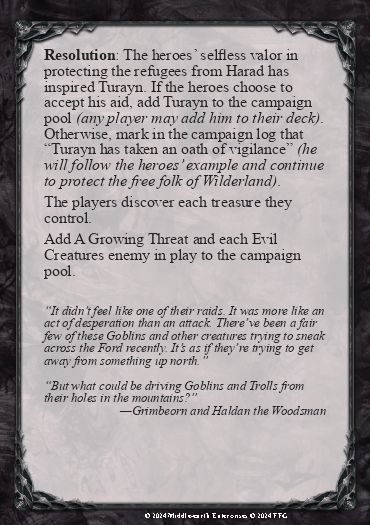 Resolution: The heroes' selfless valor in
protecting the refugees from Harad has
inspired Turayn. If the heroes choose to
accept his aid, add Turayn to the campaign
pool (any player may add him to their deck).
Otherwise, mark in the campaign log that
“Turayn has taken an oath of vigilance” (he
will follow the heroes' example and continue
to protect the free folk of Wilderland).
The players discover each treasure they
control.
Add A Growing Threat and each Evil
Creatures enemy in play to the campaign
pool.
“It didn't feel like one of their raids. It was more like an
act of desperation than an attack. There've been a fair
few of these Goblins and other creatures trying to sneak
across the Ford recently. It's as if they're trying to get
away from something up north.”
“But what could be driving Goblins and Trolls from
their holes in the mountains?”
—Grimbeorn and Haldan the Woodsman
© 2024 Middle-earth Enterprises © 2024 FFG